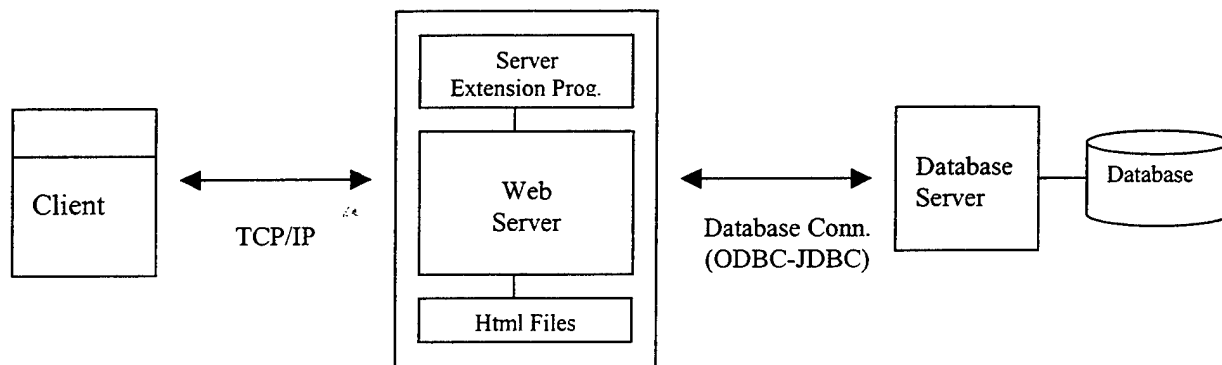 Client
TCP/IP
Server
Extension Prog.
Web
Server
Html Files
Database Conn.
(ODBC-JDBC)
Database
Server
Database